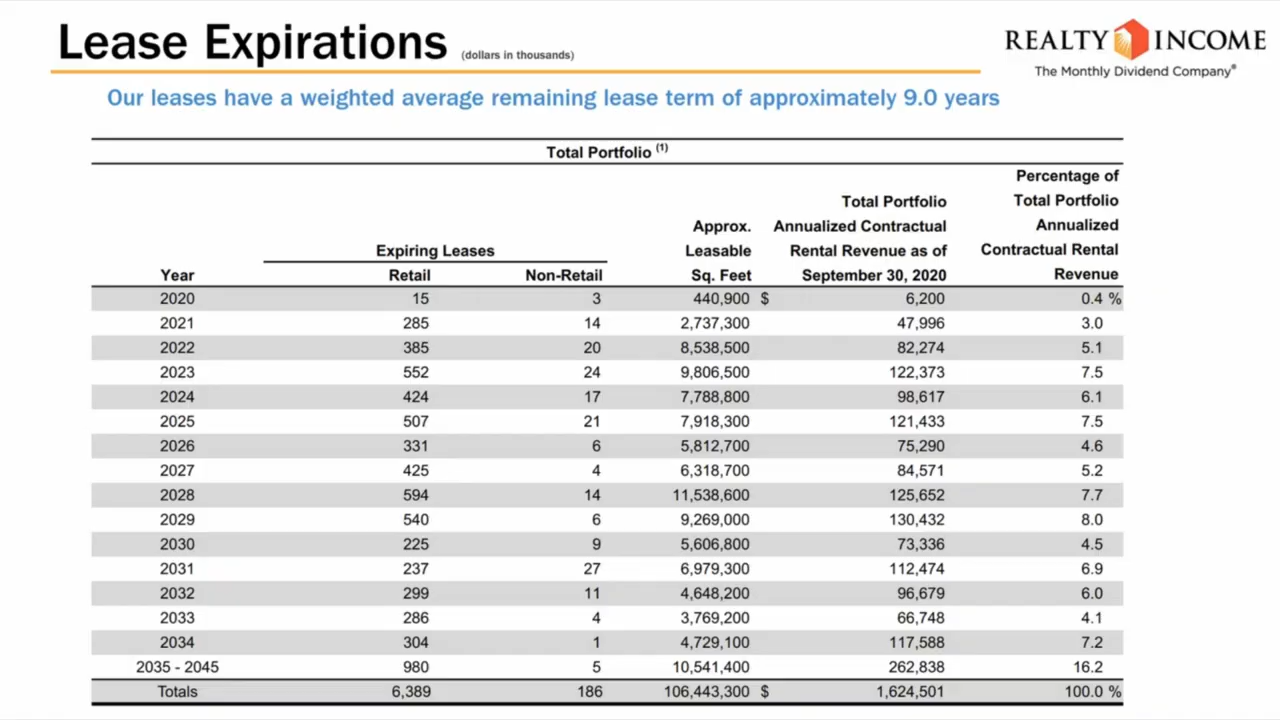 Lease Expirations (dollars in thousands)
REALTY INCOME
The Monthly Dividend Company®
Our leases have a weighted average remaining lease term of approximately 9.0 years
Total Portfolio (1)
Percentage of
Total Portfolio Total Portfolio
Approx. Annualized Contractual Annualized
Expiring Leases Leasable Rental Revenue as of Contractual Rental
Year Retail Non-Retail Sq. Feet September 30, 2020 Revenue
2020 15 3 440,900 $ 6,200 0.4 %
2021 285 14 2,737,300 47,996 3.0
2022 385 20 8,538,500 82,274 5.1
2023 552 24 9,806,500 122,373 7.5
2024 424 17 7,788,800 98,617 6.1
2025 507 21 7,918,300 121,433 7.5
2026 331 6 5,812,700 75,290 4.6
2027 425 4 6,318,700 84,571 5.2
2028 594 14 11,538,600 125,652 7.7
2029 540 6 9,269,000 130,432 8.0
2030 225 9 5,606,800 73,336 4.5
2031 237 27 6,979,300 112,474 6.9
2032 299 11 4,648,200 96,679 6.0
2033 286 4 3,769,200 66,748 4.1
2034 304 1 4,729,100 117,588 7.2
2035 - 2045 980 5 10,541,400 262,838 16.2
Totals 6,389 186 106,443,300 $ 1,624,501 100.0 %